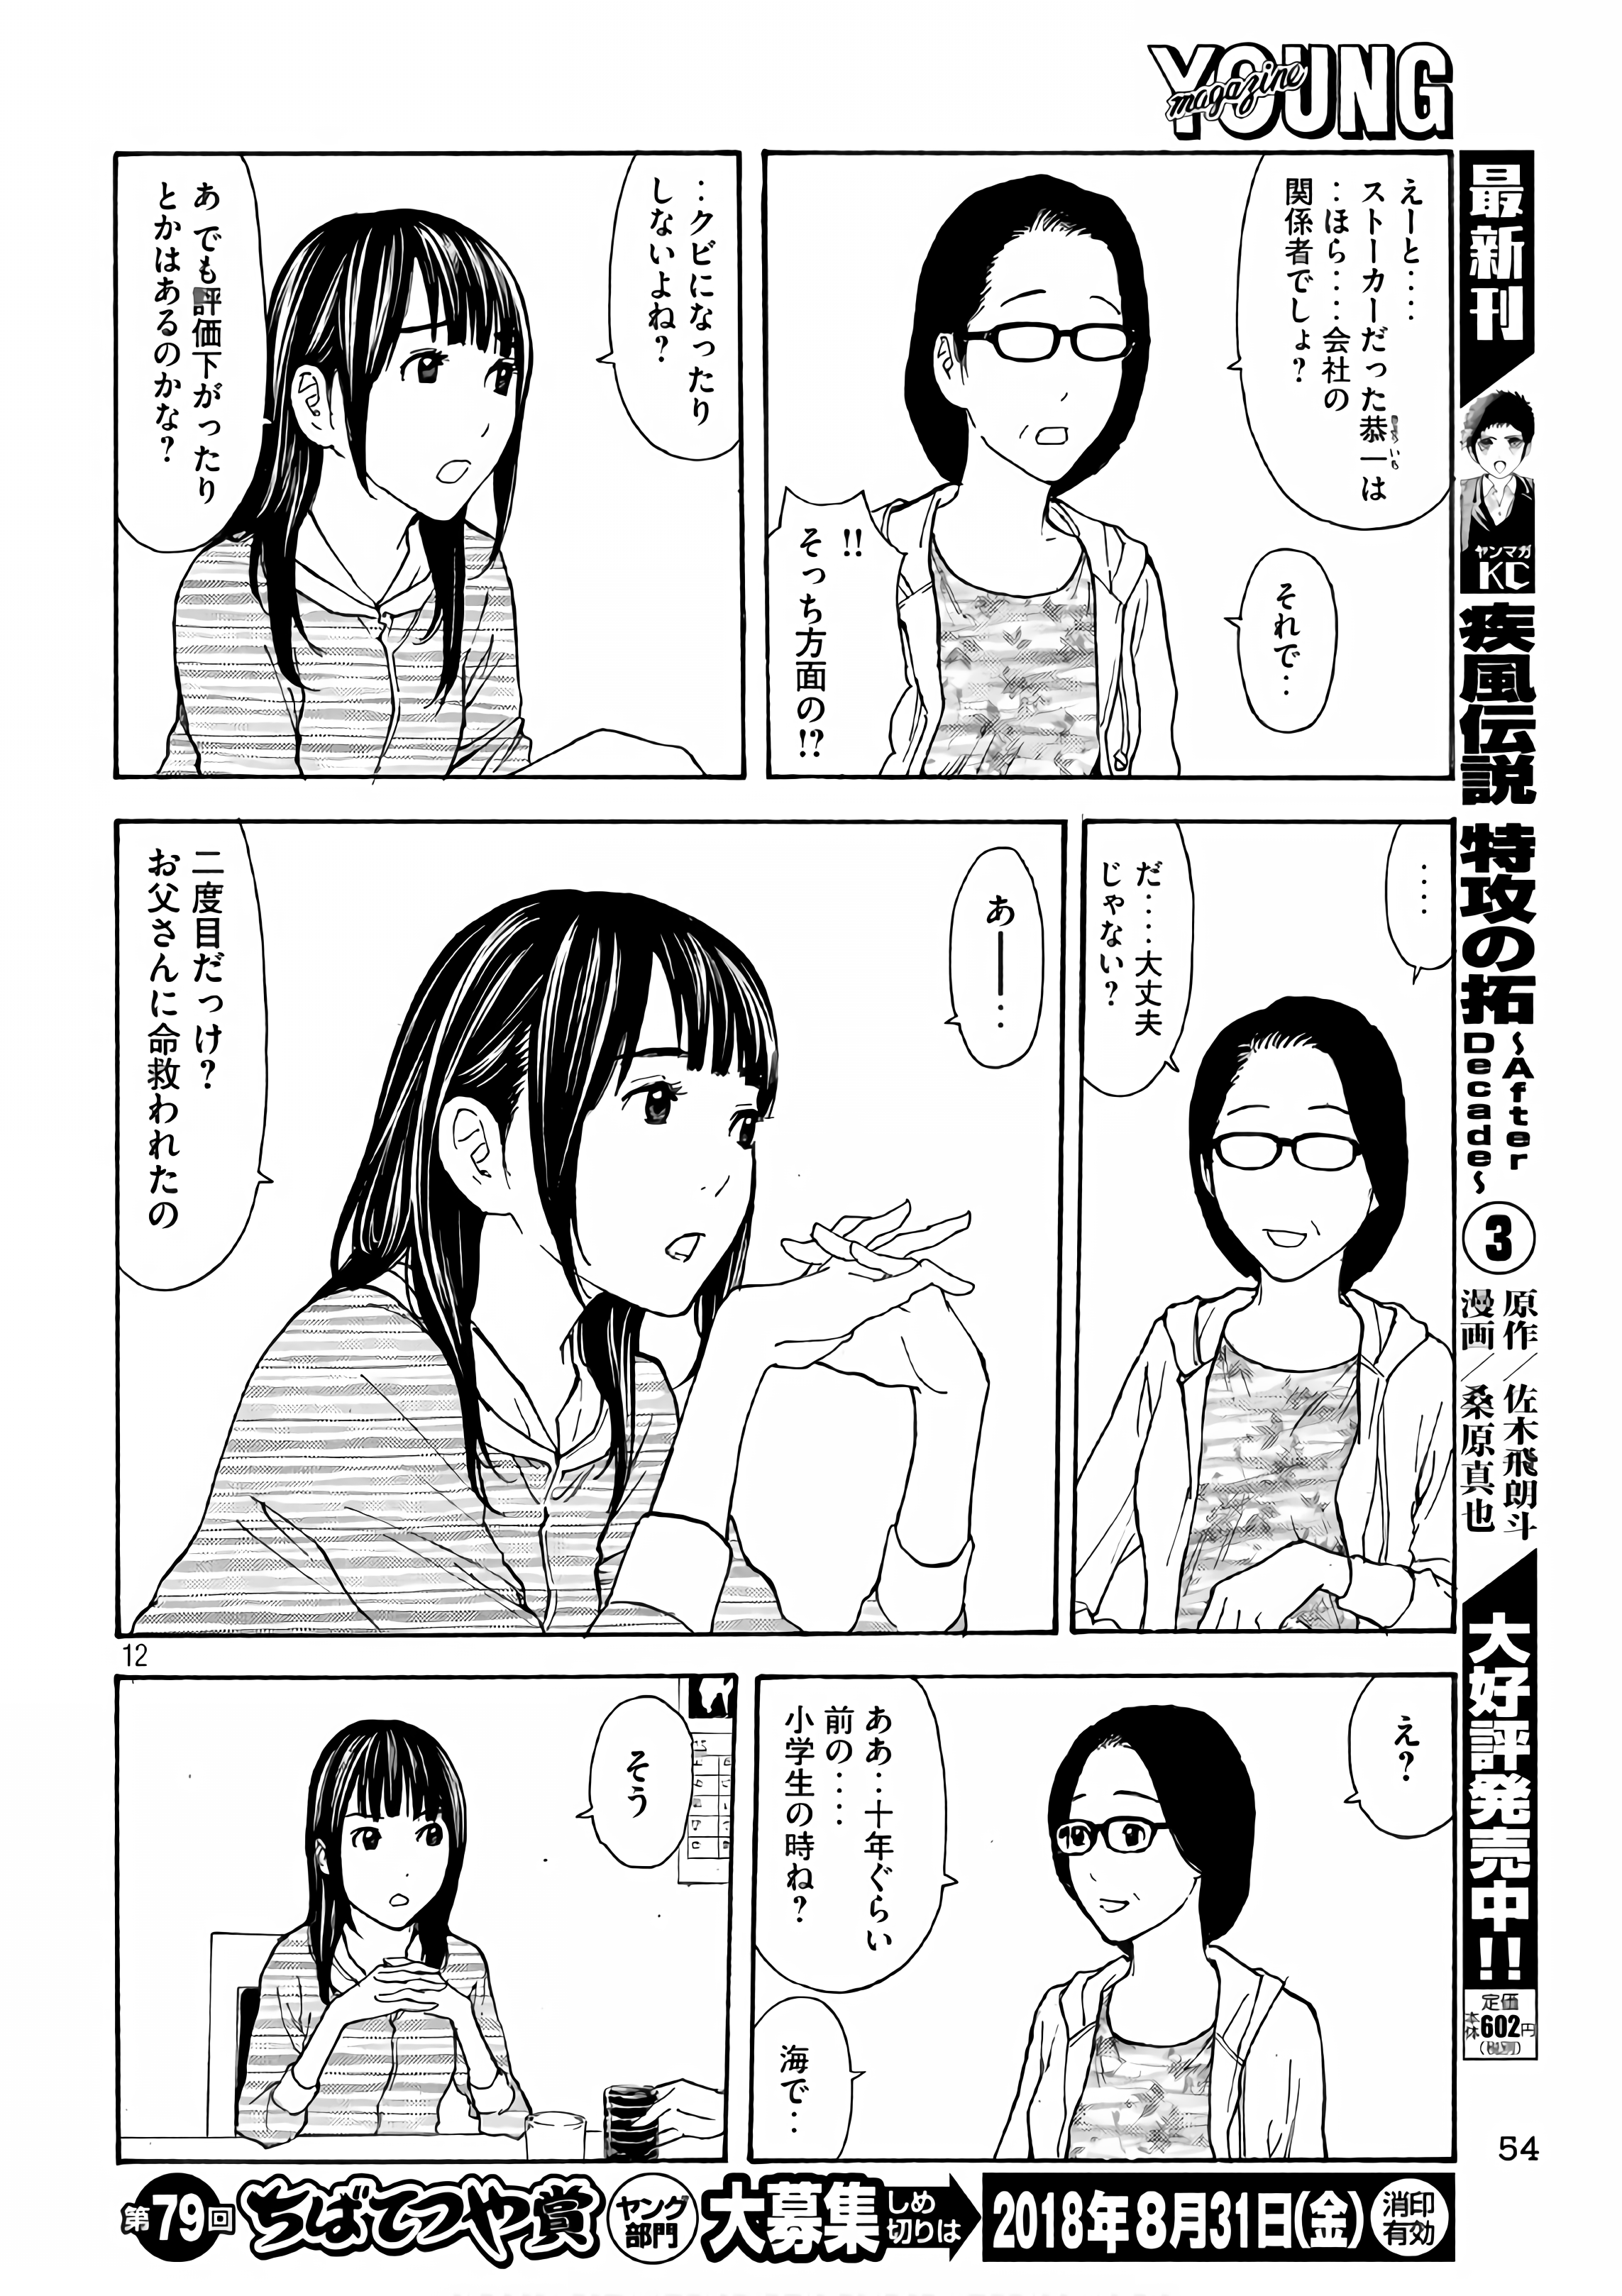 YOUNG
magazine
えーと‥‥
ストーカーだった恭一は
‥ほら‥‥会社の
関係者でしょ?
それで‥
!!
そっち方面の!?
‥クビになったり
しないよね?
あ でも評価下がったり
とかはあるのかな?
‥‥
だ‥‥大丈夫
じゃない?
あ――‥
二度目だっけ?
お父さんに命救われたの
12
え?
ああ‥十年ぐらい
前の‥‥
小学生の時ね?
海で‥
そう
最新刊
ヤンマガ
KC
疾風伝説 特攻の拓
～After
Decade～
3
原作/佐木飛朗斗
漫画/桑原真也
大好評発売中!!
定価
本体602円
(税別)
54
第79回
ちばてつや賞
ヤング
部門
大募集
しめ
切りは
2018年8月31日(金)
消印
有効